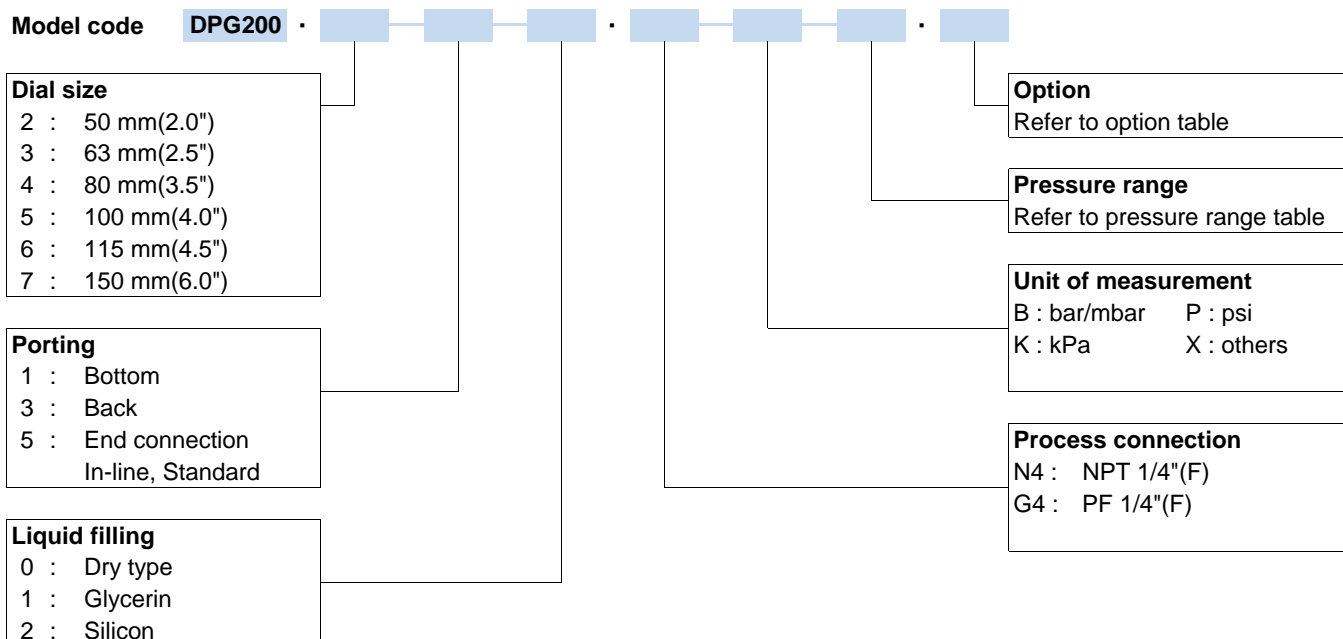 Model code DPG200 · · ·
Dial size
2 : 50 mm(2.0")
3 : 63 mm(2.5")
4 : 80 mm(3.5")
5 : 100 mm(4.0")
6 : 115 mm(4.5")
7 : 150 mm(6.0")
Porting
1 : Bottom
3 : Back
5 : End connection
In-line, Standard
Liquid filling
0 : Dry type
1 : Glycerin
2 : Silicon
Option
Refer to option table
Pressure range
Refer to pressure range table
Unit of measurement
B : bar/mbar P : psi
K : kPa X : others
Process connection
N4 : NPT 1/4"(F)
G4 : PF 1/4"(F)